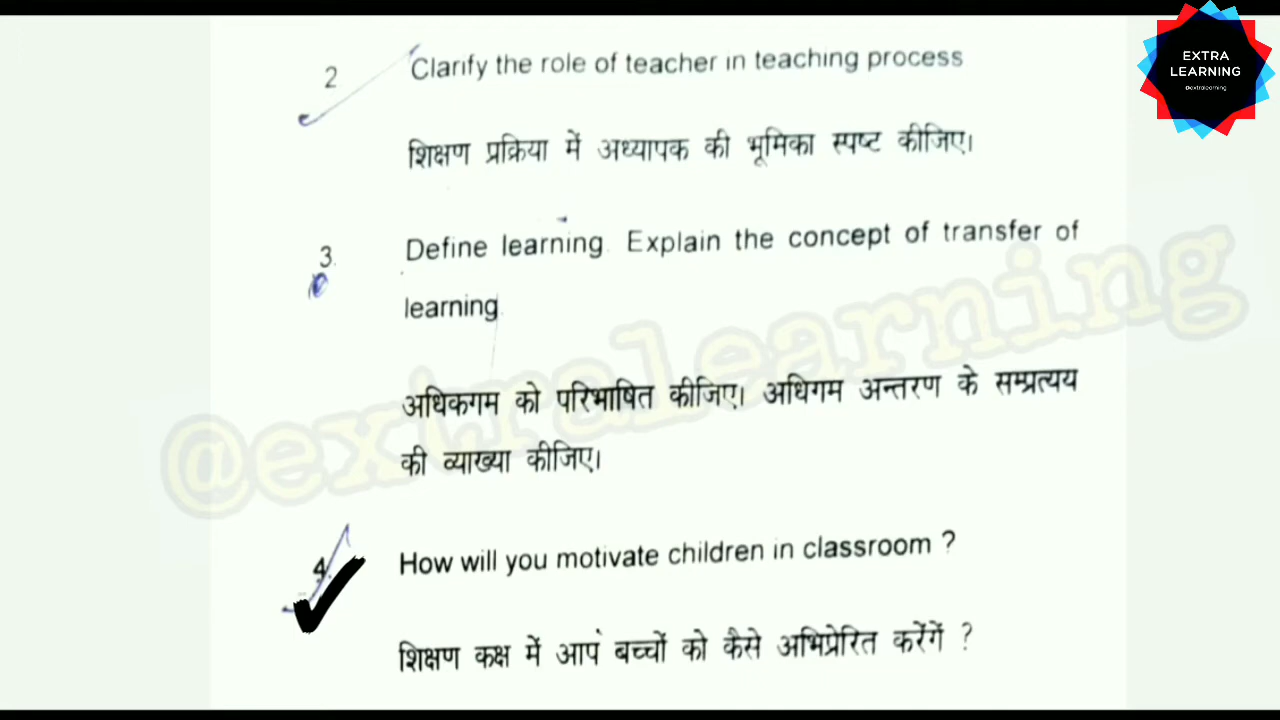 EXTRA
LEARNING
@extralearning
2 Clarify the role of teacher in teaching process
शिक्षण प्रक्रिया में अध्यापक की भूमिका स्पष्ट कीजिए।
3. Define learning. Explain the concept of transfer of
learning
अधिकगम को परिभाषित कीजिए। अधिगम अन्तरण के सम्प्रत्यय
की व्याख्या कीजिए।
4. How will you motivate children in classroom ?
शिक्षण कक्ष में आप बच्चों को कैसे अभिप्रेरित करेंगें ?
@extralearning